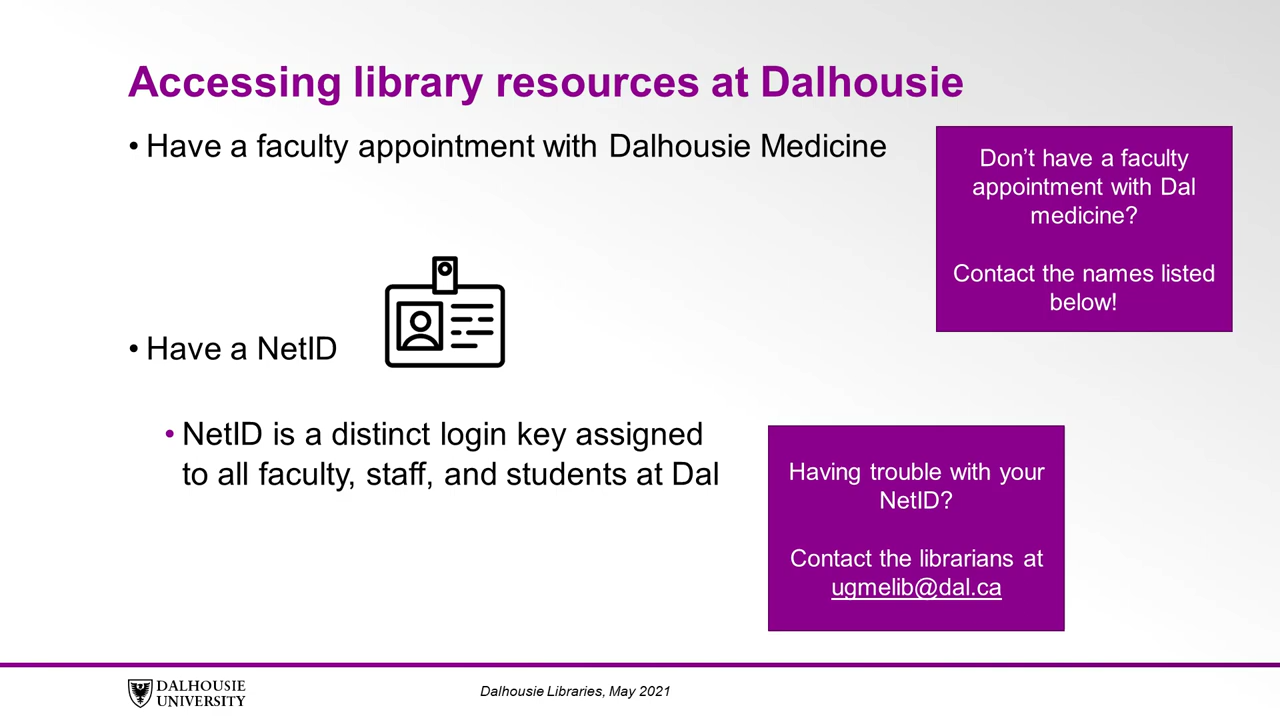 Accessing library resources at Dalhousie
• Have a faculty appointment with Dalhousie Medicine
Don’t have a faculty
appointment with Dal
medicine?
Contact the names listed
below!
• Have a NetID
• NetID is a distinct login key assigned
to all faculty, staff, and students at Dal
Having trouble with your
NetID?
Contact the librarians at
ugmelib@dal.ca
DALHOUSIE
UNIVERSITY
Dalhousie Libraries, May 2021